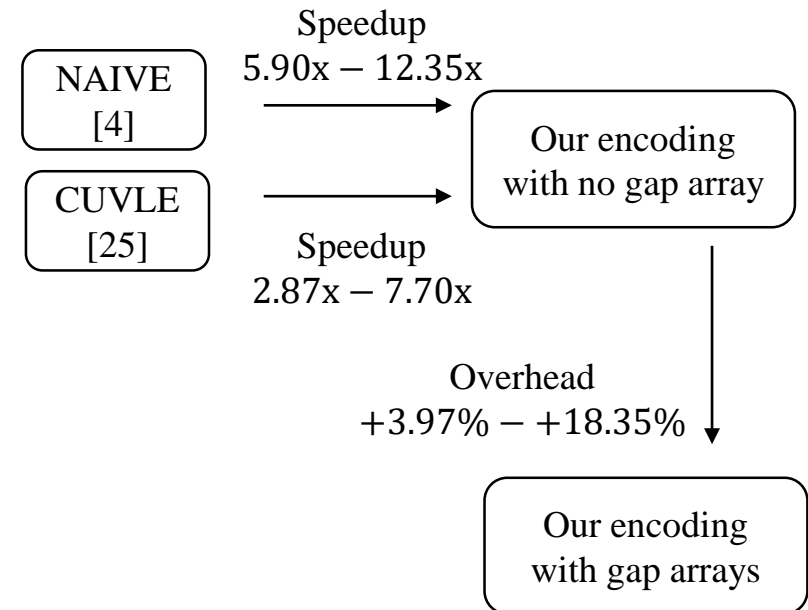 Speedup
5.90x − 12.35x
NAIVE
[4]
Our encoding
with no gap array
CUVLE
[25]
Speedup
2.87x − 7.70x
Overhead
+3.97% − +18.35%
Our encoding
with gap arrays